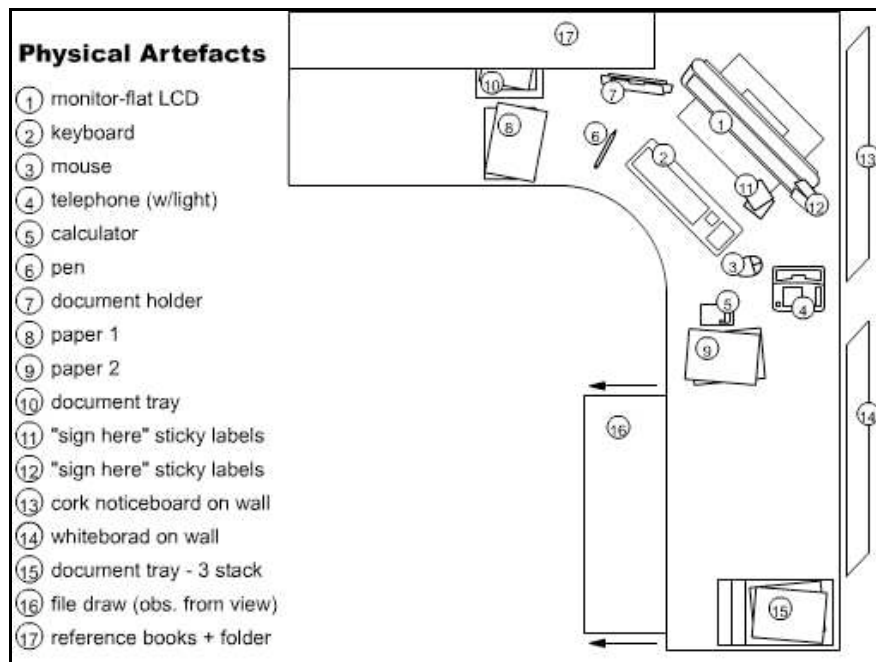 Physical Artefacts
1 monitor-flat LCD
2 keyboard
3 mouse
4 telephone (w/light)
5 calculator
6 pen
7 document holder
8 paper 1
9 paper 2
10 document tray
11 "sign here" sticky labels
12 "sign here" sticky labels
13 cork noticeboard on wall
14 whiteborad on wall
15 document tray - 3 stack
16 file draw (obs. from view)
17 reference books + folder
17
10
7
8
6
2
1
13
11
12
3
5
4
9
14
16
15